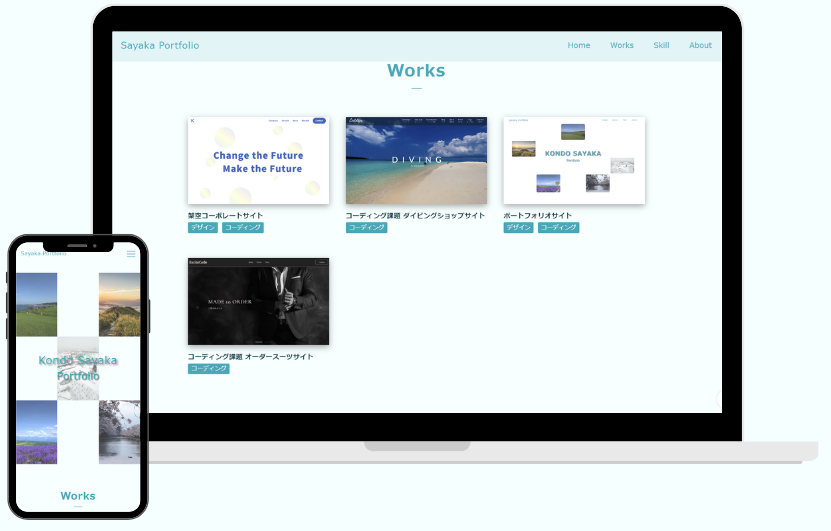 Sayaka Portfolio
Home Works Skill About
Works
Change the Future
Make the Future
DIVING
KONDO SAYAKA
Portfolio
架空コーポレートサイト
デザイン コーディング
コーディング課題 ダイビングショップサイト
コーディング
ポートフォリオサイト
デザイン コーディング
MADE to ORDER
コーディング課題 オーダースーツサイト
コーディング
Sayaka Portfolio
Kondo Sayaka
Portfolio
Works